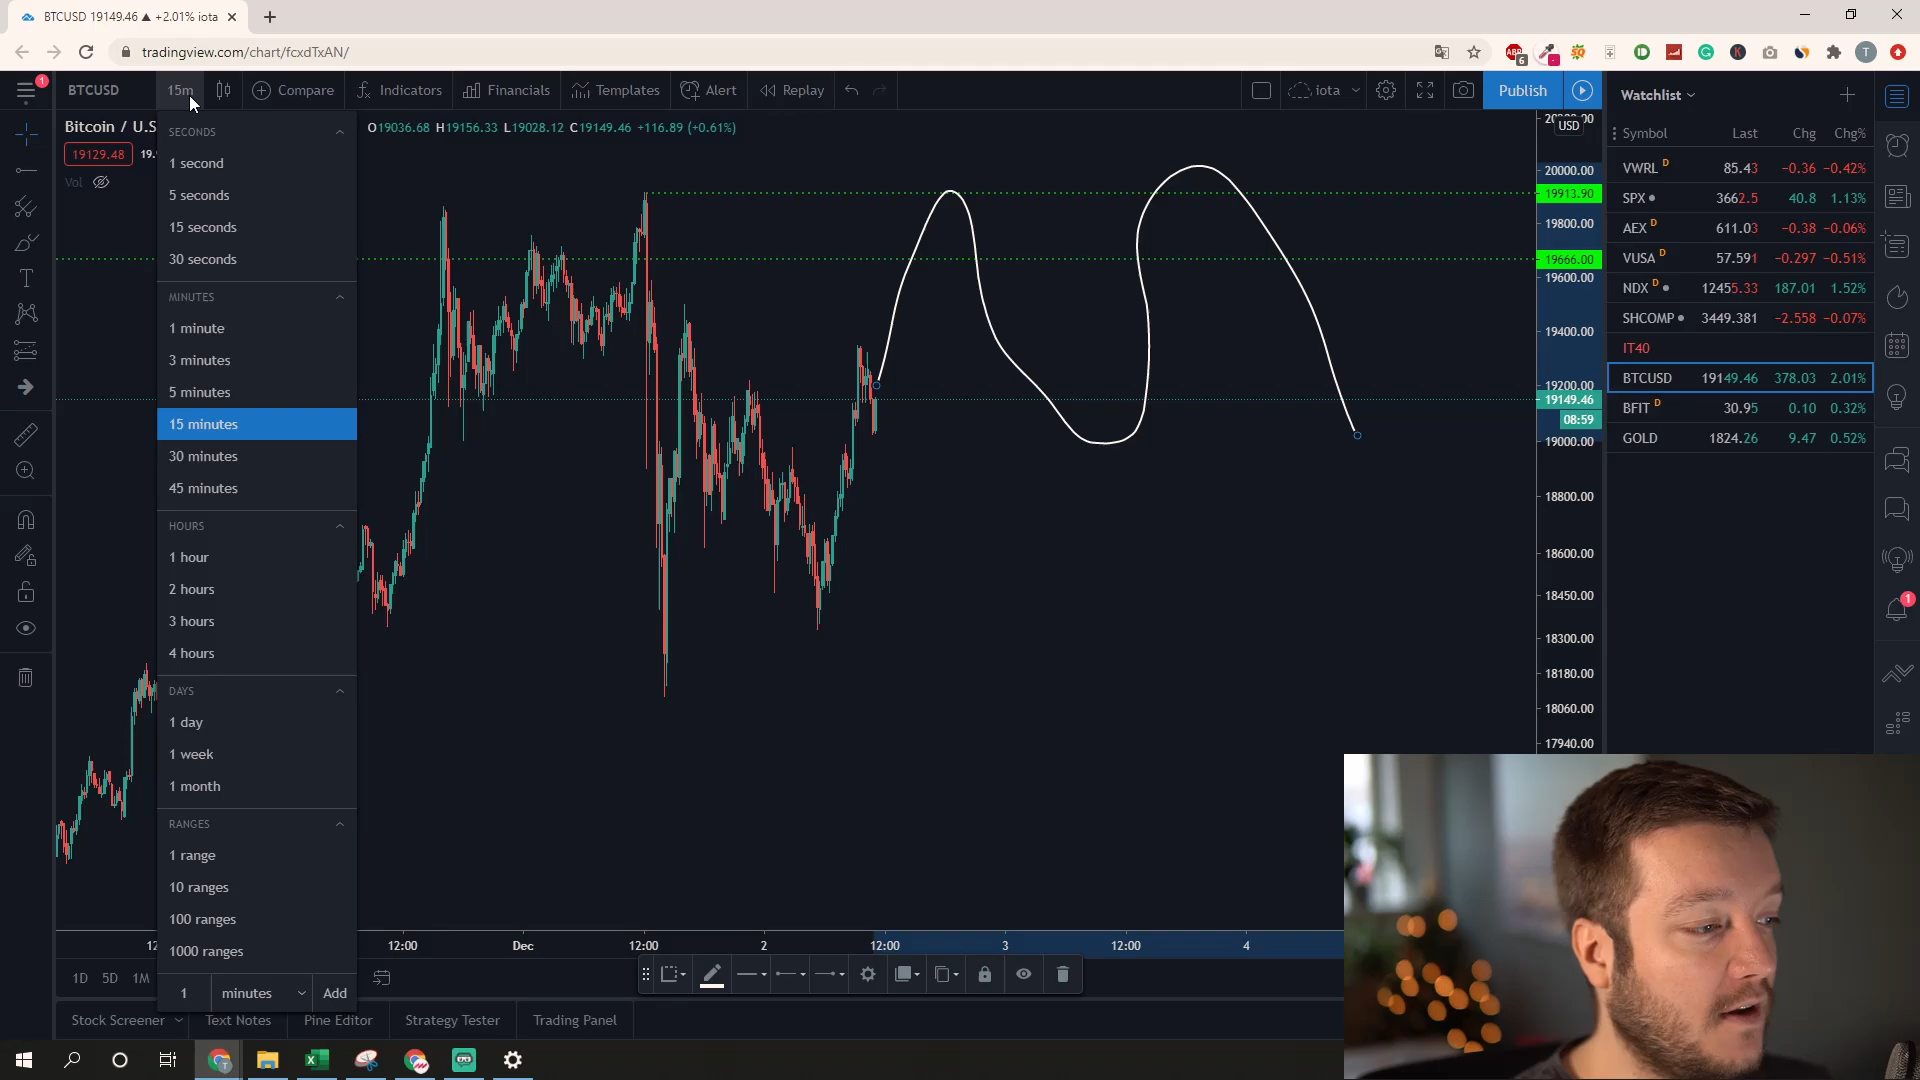 BTCUSD 19149.46 ▲ +2.01% iota
tradingview.com/chart/fcxdTxAN/
ABP
6
T
1
BTCUSD
15m
Compare
Indicators
Financials
Templates
Alert
Replay
iota
Publish
Watchlist
Bitcoin / U.S
O19036.68 H19156.33 L19028.12 C19149.46 +116.89 (+0.61%)
19129.48
Vol
SECONDS
1 second
5 seconds
15 seconds
30 seconds
MINUTES
1 minute
3 minutes
5 minutes
15 minutes
30 minutes
45 minutes
HOURS
1 hour
2 hours
3 hours
4 hours
DAYS
1 day
1 week
1 month
RANGES
1 range
10 ranges
100 ranges
1000 ranges
1 minutes Add
USD
20000.00
19913.90
19800.00
19666.00
19600.00
19400.00
19200.00
19149.46
08:59
19000.00
18800.00
18600.00
18450.00
18300.00
18180.00
18060.00
17940.00
Symbol Last Chg Chg%
VWRL D 85.43 −0.36 −0.42%
SPX 3662.5 40.8 1.13%
AEX D 611.03 −0.38 −0.06%
VUSA D 57.591 −0.297 −0.51%
NDX D 12455.33 187.01 1.52%
SHCOMP 3449.381 −2.558 −0.07%
IT40
BTCUSD 19149.46 378.03 2.01%
BFIT D 30.95 0.10 0.32%
GOLD 1824.26 9.47 0.52%
1
12:00 Dec 12:00 2 12:00 3 12:00 4
1D 5D 1M
Stock Screener Text Notes Pine Editor Strategy Tester Trading Panel